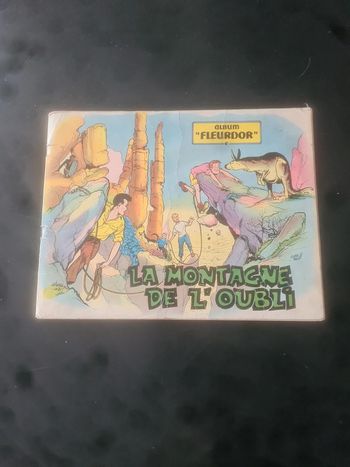 ALBUM
"FLEURDOR"
LA MONTAGNE
DE L'OUBLI